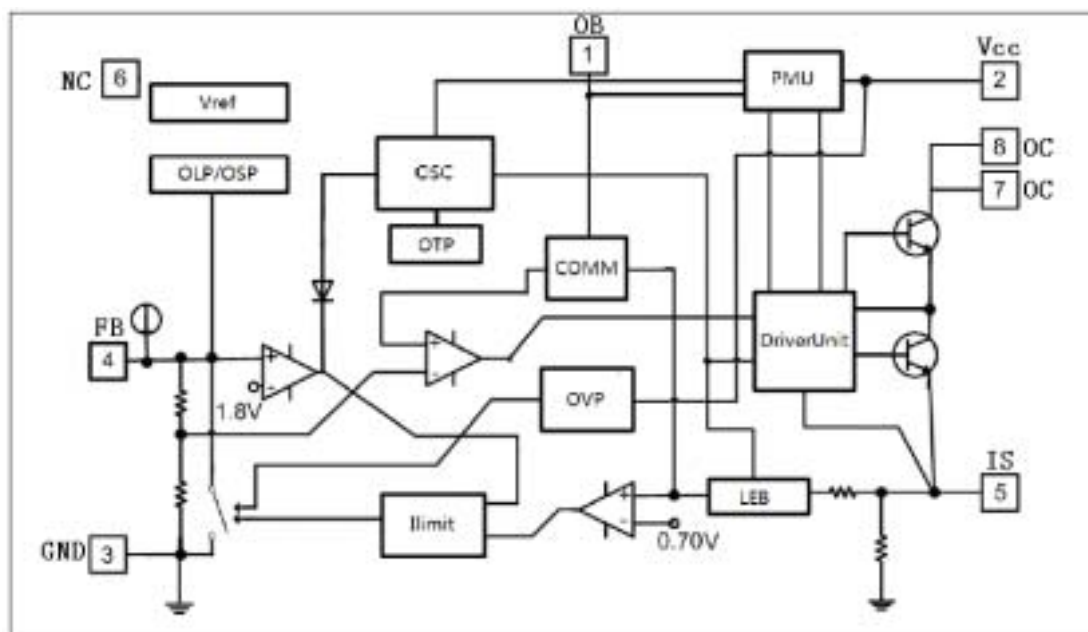 OB
1
Vcc
2
NC 6
Vref
PMU
OLP/OSP
OSC
8 OC
7 OC
OTP
COMM
FB
4
+
-
1.8V
+
-
DriverUnit
OVP
IS
5
Ilimit
+
-
0.70V
LEB
GND 3